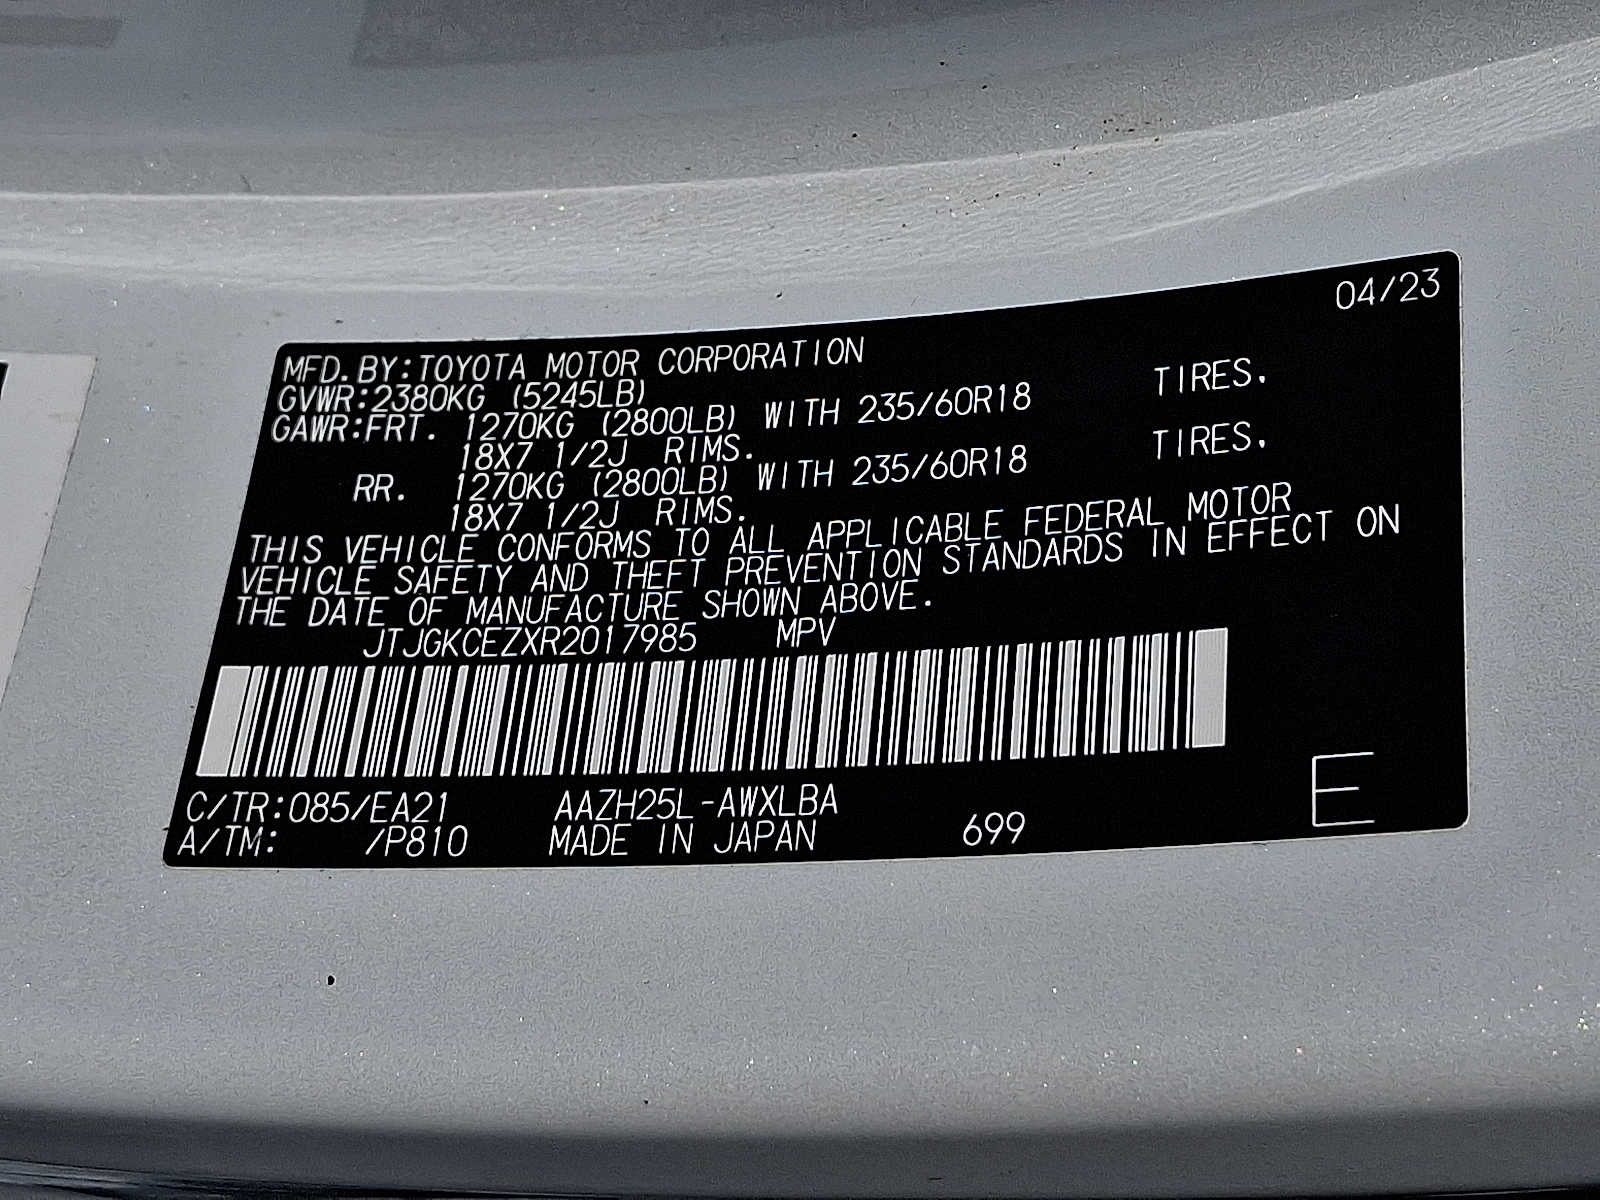 04/23
MFD.BY:TOYOTA MOTOR CORPORATION
GVWR:2380KG (5245LB)
GAWR:FRT. 1270KG (2800LB) WITH 235/60R18 TIRES.
18X7 1/2J RIMS.
RR. 1270KG (2800LB) WITH 235/60R18 TIRES.
18X7 1/2J RIMS.
THIS VEHICLE CONFORMS TO ALL APPLICABLE FEDERAL MOTOR
VEHICLE SAFETY AND THEFT PREVENTION STANDARDS IN EFFECT ON
THE DATE OF MANUFACTURE SHOWN ABOVE.
JTJGKCEZXR2017985 MPV
C/TR:085/EA21 AAZH25L-AWXLBA
A/TM: /P810 MADE IN JAPAN 699 E